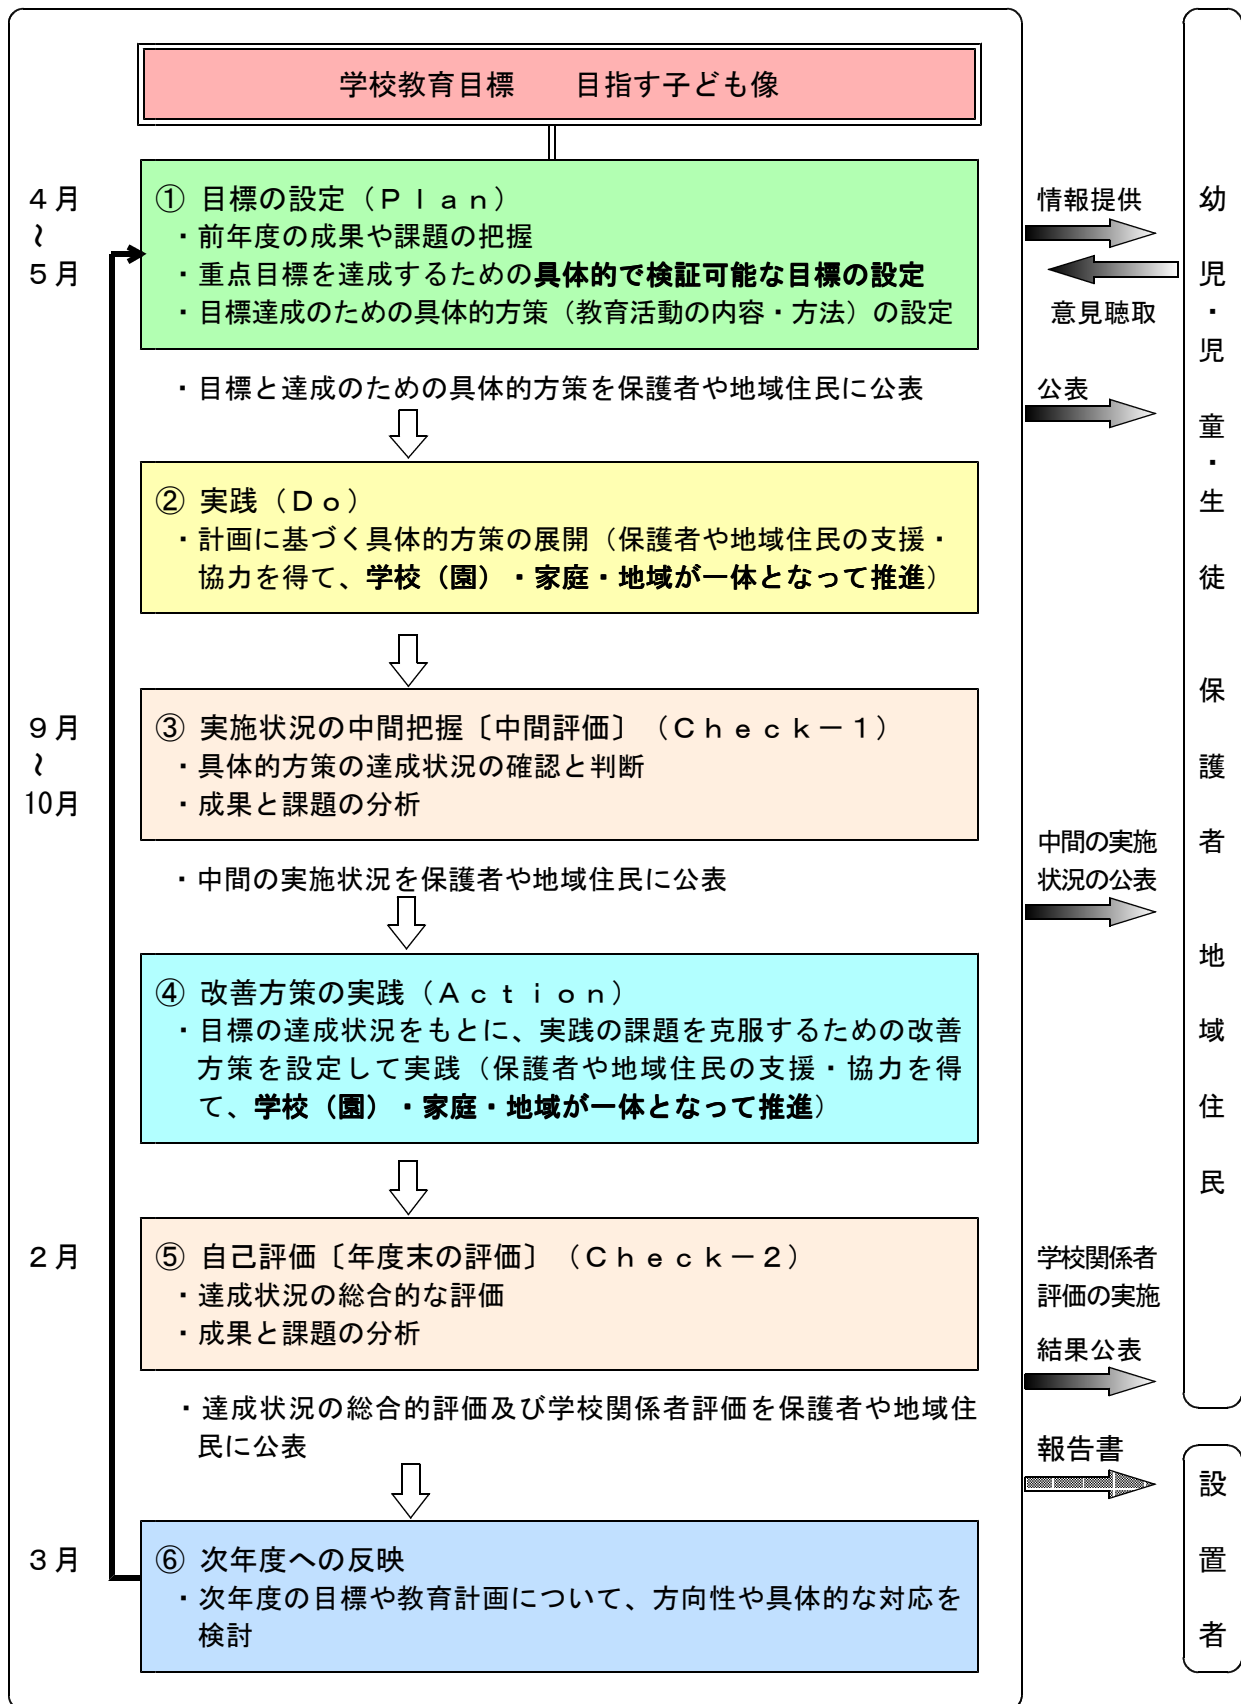 学校教育目標　　目指す子ども像
４月
～
５月
① 目標の設定（Ｐｌａｎ）
・前年度の成果や課題の把握
・重点目標を達成するための具体的で検証可能な目標の設定
・目標達成のための具体的方策（教育活動の内容・方法）の設定
・目標と達成のための具体的方策を保護者や地域住民に公表
情報提供
意見聴取
公表
② 実践（Ｄｏ）
・計画に基づく具体的方策の展開（保護者や地域住民の支援・
協力を得て、学校（園）・家庭・地域が一体となって推進）
９月
～
10月
③ 実施状況の中間把握〔中間評価〕（Ｃｈｅｃｋ－１）
・具体的方策の達成状況の確認と判断
・成果と課題の分析
・中間の実施状況を保護者や地域住民に公表
中間の実施
状況の公表
④ 改善方策の実践（Ａｃｔｉｏｎ）
・目標の達成状況をもとに、実践の課題を克服するための改善
方策を設定して実践（保護者や地域住民の支援・協力を得
て、学校（園）・家庭・地域が一体となって推進）
２月
⑤ 自己評価〔年度末の評価〕（Ｃｈｅｃｋ－２）
・達成状況の総合的な評価
・成果と課題の分析
・達成状況の総合的評価及び学校関係者評価を保護者や地域住
民に公表
学校関係者
評価の実施
結果公表
報告書
３月
⑥ 次年度への反映
・次年度の目標や教育計画について、方向性や具体的な対応を
検討
幼児・児童・生徒　保護者　地域住民
設置者